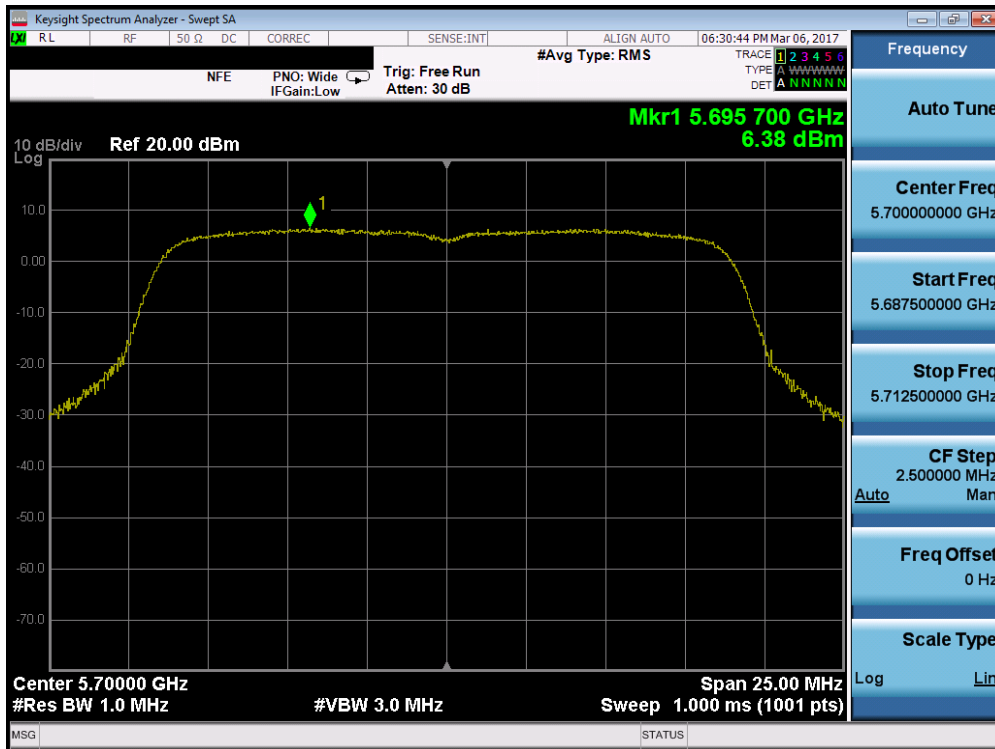 Keysight Spectrum Analyzer - Swept SA
LXI RL RF 50 Ω DC CORREC SENSE:INT ALIGN AUTO 06:30:44 PM Mar 06, 2017
NFE PNO: Wide Trig: Free Run #Avg Type: RMS TRACE 1 2 3 4 5 6
IFGain:Low Atten: 30 dB TYPE A WWWWW
DET A N N N N N
Mkr1 5.695 700 GHz
6.38 dBm
10 dB/div Ref 20.00 dBm
Log
1
10.0
0.00
-10.0
-20.0
-30.0
-40.0
-50.0
-60.0
-70.0
Center 5.70000 GHz Span 25.00 MHz
#Res BW 1.0 MHz #VBW 3.0 MHz Sweep 1.000 ms (1001 pts)
MSG STATUS
Frequency
Auto Tune
Center Freq
5.700000000 GHz
Start Freq
5.687500000 GHz
Stop Freq
5.712500000 GHz
CF Step
2.500000 MHz
Auto Man
Freq Offset
0 Hz
Scale Type
Log Lin